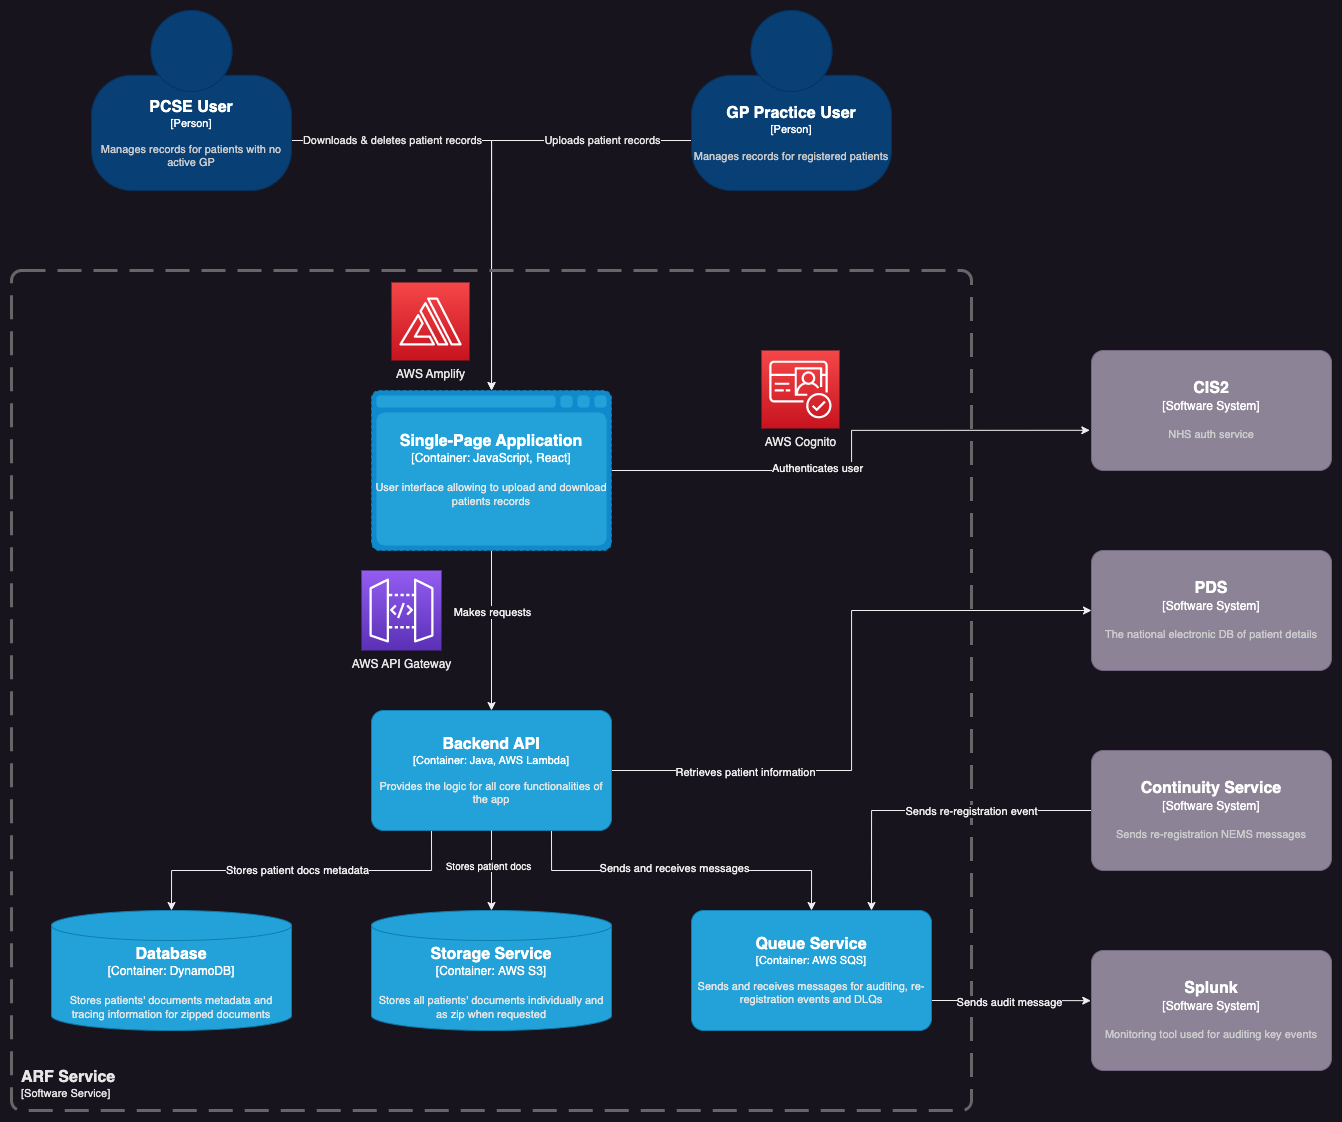 PCSE User
[Person]
Manages records for patients with no
active GP
Downloads & deletes patient records
Uploads patient records
GP Practice User
[Person]
Manages records for registered patients
AWS Amplify
Single-Page Application
[Container: JavaScript, React]
User interface allowing to upload and download
patients records
AWS Cognito
Authenticates user
CIS2
[Software System]
NHS auth service
Makes requests
AWS API Gateway
PDS
[Software System]
The national electronic DB of patient details
Backend API
[Container: Java, AWS Lambda]
Provides the logic for all core functionalities of
the app
Retrieves patient information
Continuity Service
[Software System]
Sends re-registration NEMS messages
Sends re-registration event
Stores patient docs metadata
Stores patient docs
Sends and receives messages
Database
[Container: DynamoDB]
Stores patients' documents metadata and
tracing information for zipped documents
Storage Service
[Container: AWS S3]
Stores all patients' documents individually and
as zip when requested
Queue Service
[Container: AWS SQS]
Sends and receives messages for auditing, re-
registration events and DLQs
Sends audit message
Splunk
[Software System]
Monitoring tool used for auditing key events
ARF Service
[Software Service]